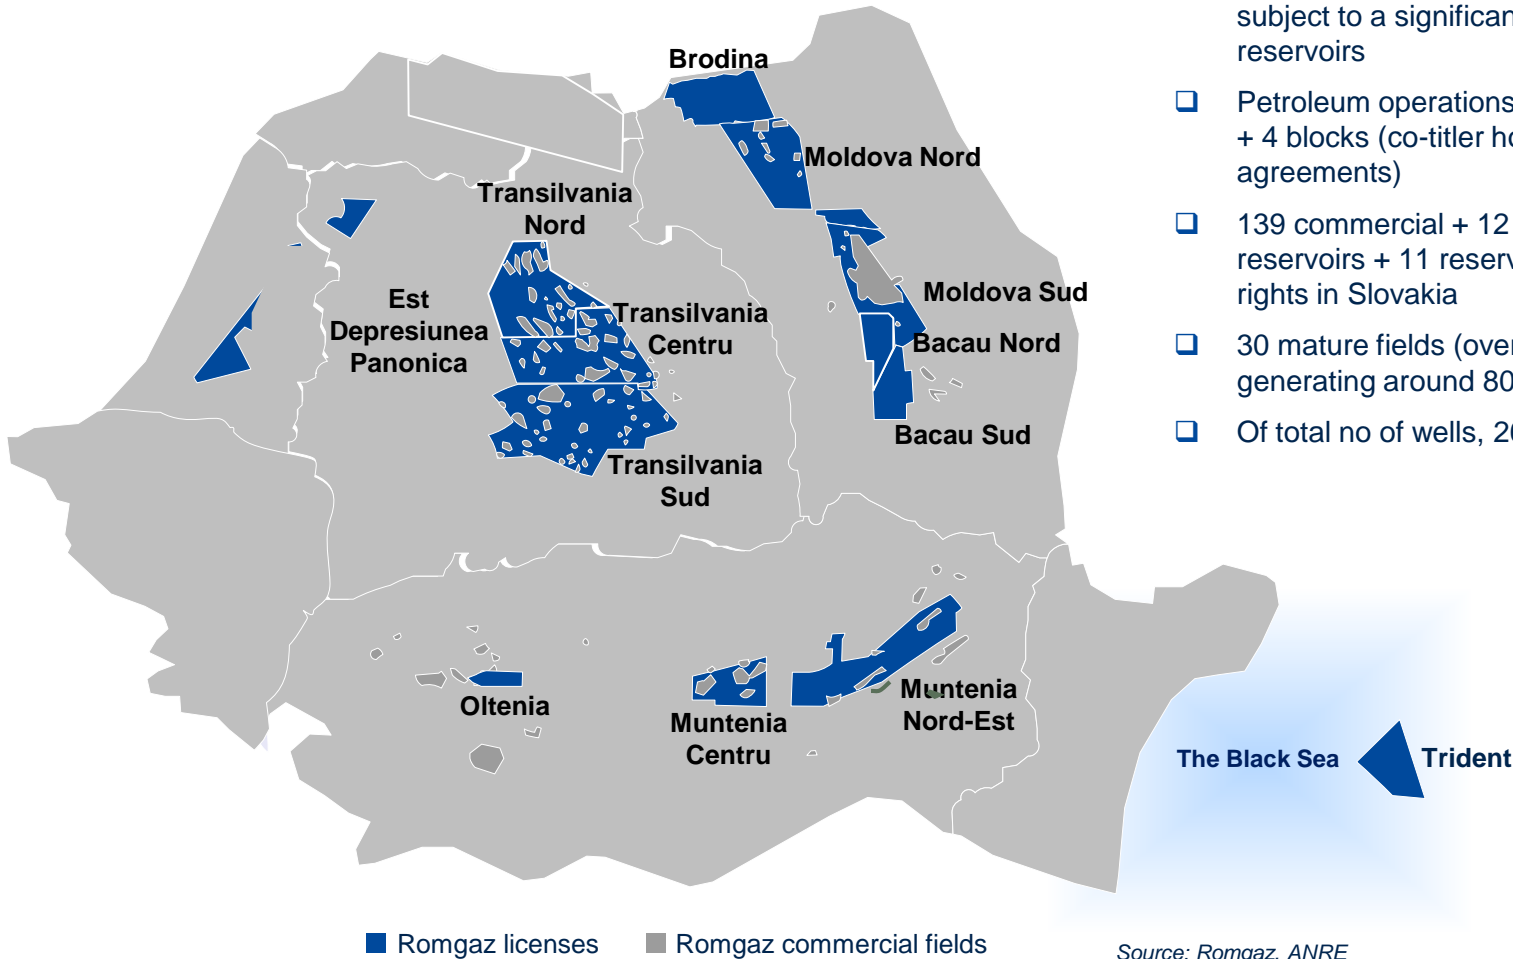 Brodina
Moldova Nord
Transilvania
Nord
Est
Depresiunea
Panonica
Transilvania
Centru
Moldova Sud
Bacau Nord
Bacau Sud
Transilvania
Sud
Oltenia
Muntenia
Centru
Muntenia
Nord-Est
The Black Sea
Trident
Romgaz licenses
Romgaz commercial fields
subject to a significan
reservoirs
❑ Petroleum operations
+ 4 blocks (co-titler ho
agreements)
❑ 139 commercial + 12
reservoirs + 11 reserv
rights in Slovakia
❑ 30 mature fields (over
generating around 80
❑ Of total no of wells, 20
Source: Romgaz, ANRE